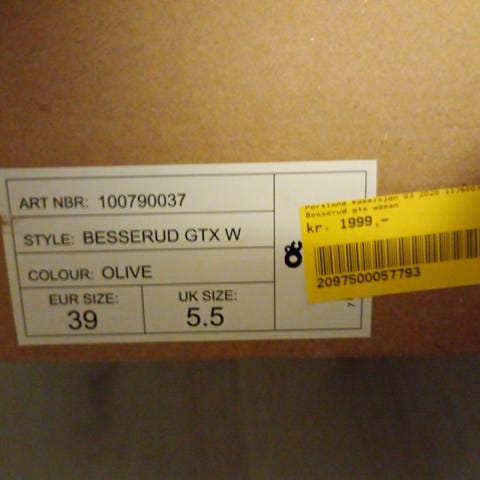 ART NBR: 100790037
STYLE: BESSERUD GTX W
COLOUR: OLIVE
EUR SIZE: 39
UK SIZE: 5.5
Besserud gtx woman
kr. 1999,-
2097500057793